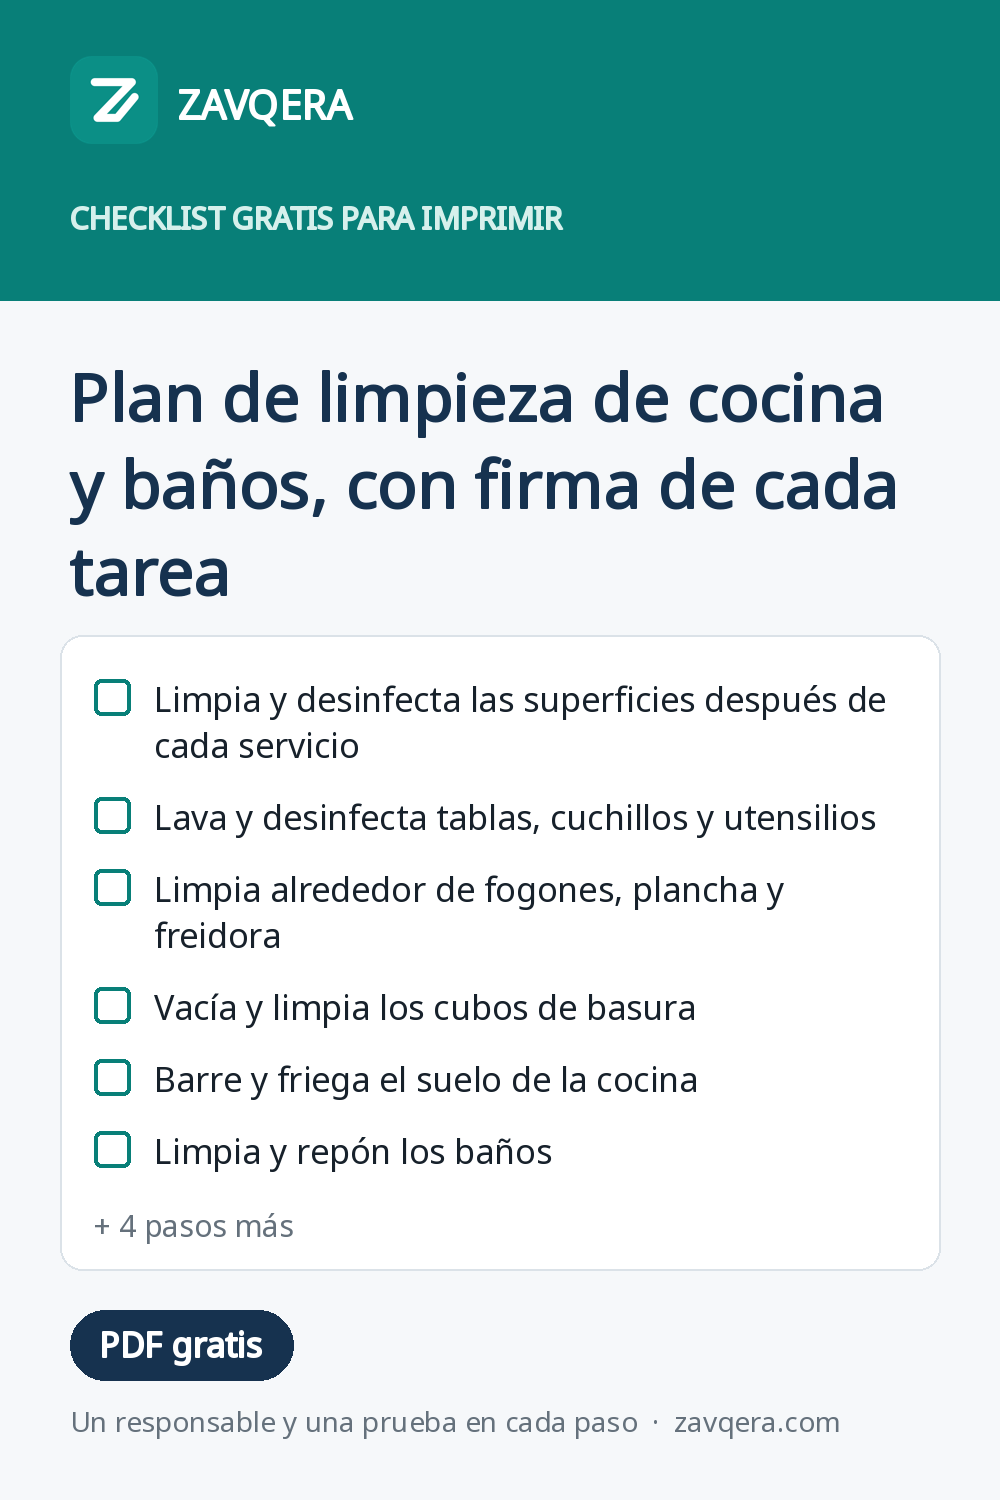 ZAVQERA
CHECKLIST GRATIS PARA IMPRIMIR
Plan de limpieza de cocina
y baños, con firma de cada
tarea
Limpia y desinfecta las superficies después de
cada servicio
Lava y desinfecta tablas, cuchillos y utensilios
Limpia alrededor de fogones, plancha y
freidora
Vacía y limpia los cubos de basura
Barre y friega el suelo de la cocina
Limpia y repón los baños
+ 4 pasos más
PDF gratis
Un responsable y una prueba en cada paso · zavqera.com